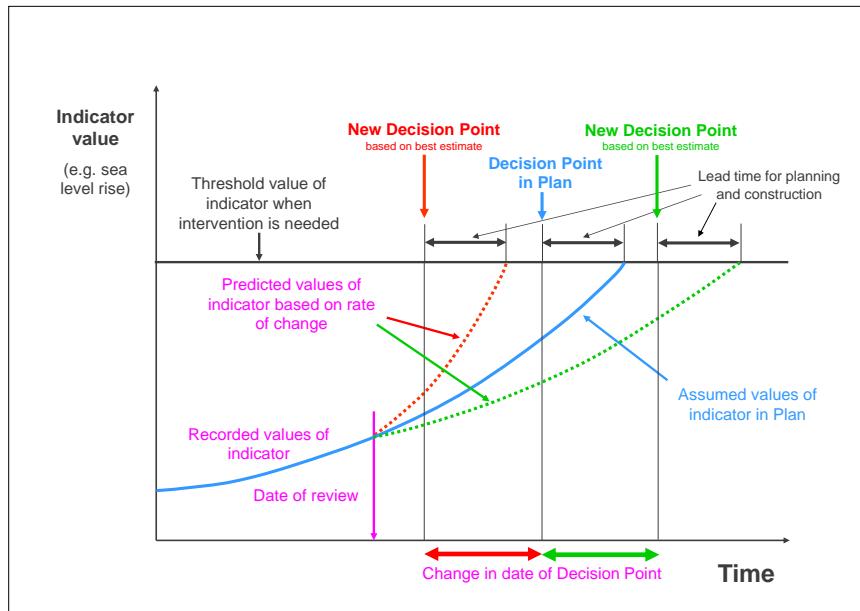 Indicator
value
(e.g. sea
level rise)
New Decision Point
based on best estimate
Decision Point
in Plan
New Decision Point
based on best estimate
Lead time for planning
and construction
Threshold value of
indicator when
intervention is needed
Predicted values of
indicator based on rate
of change
Assumed values of
indicator in Plan
Recorded values of
indicator
Date of review
Change in date of Decision Point
Time